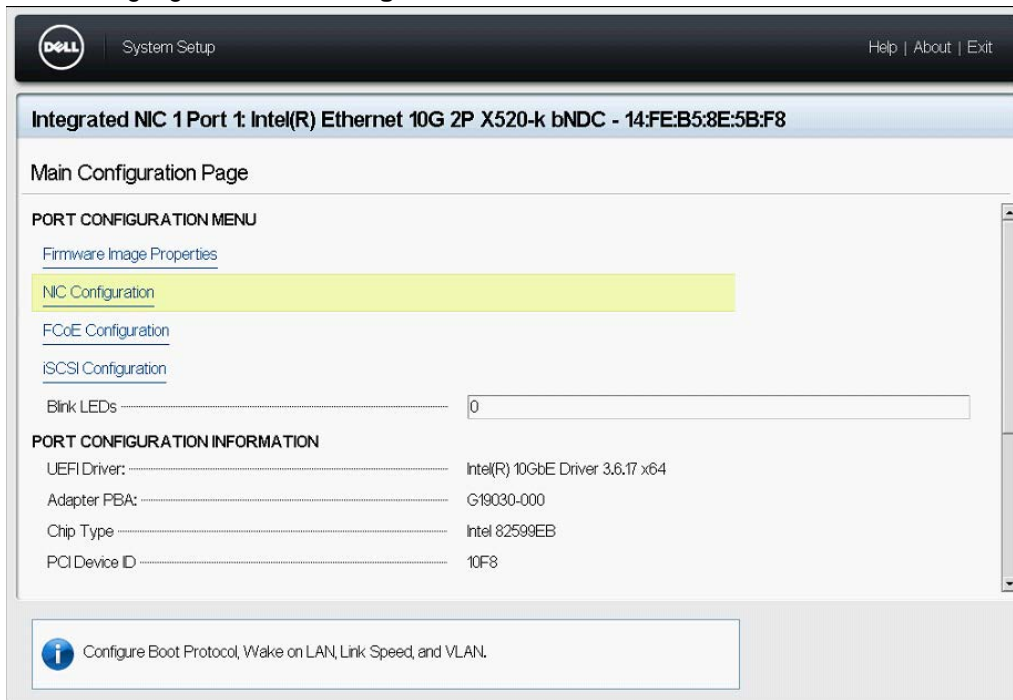 DELL
System Setup
Help | About | Exit
Integrated NIC 1 Port 1: Intel(R) Ethernet 10G 2P X520-k bNDC - 14:FE:B5:8E:5B:F8
Main Configuration Page
PORT CONFIGURATION MENU
Firmware Image Properties
NIC Configuration
FCoE Configuration
iSCSI Configuration
Blink LEDs 0
PORT CONFIGURATION INFORMATION
UEFI Driver: Intel(R) 10GbE Driver 3.6.17 x64
Adapter PBA: G19030-000
Chip Type Intel 82599EB
PCI Device ID 10F8
Configure Boot Protocol, Wake on LAN, Link Speed, and VLAN.